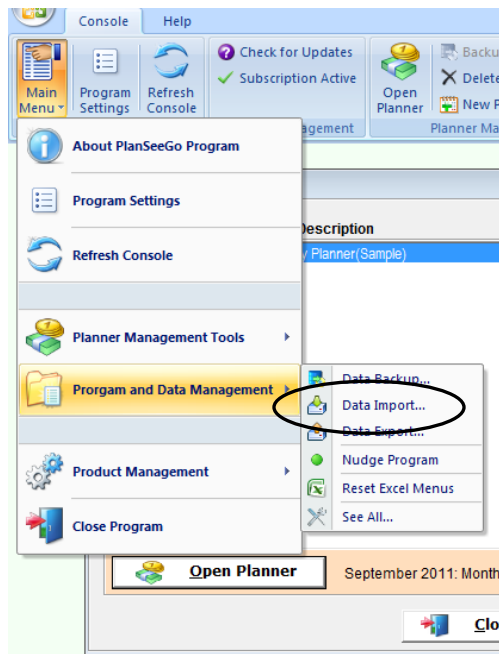 Console Help
Check for Updates
Subscription Active
Main Menu
Program Settings
Refresh Console
Open Planner
Delete
New
agement
Planner
About PlanSeeGo Program
Program Settings
Refresh Console
Description
Planner(Sample)
Planner Management Tools
Prorgam and Data Management
Product Management
Close Program
Data Backup...
Data Import...
Data Export...
Nudge Program
Reset Excel Menus
See All...
Open Planner
September 2011: Month
Clo